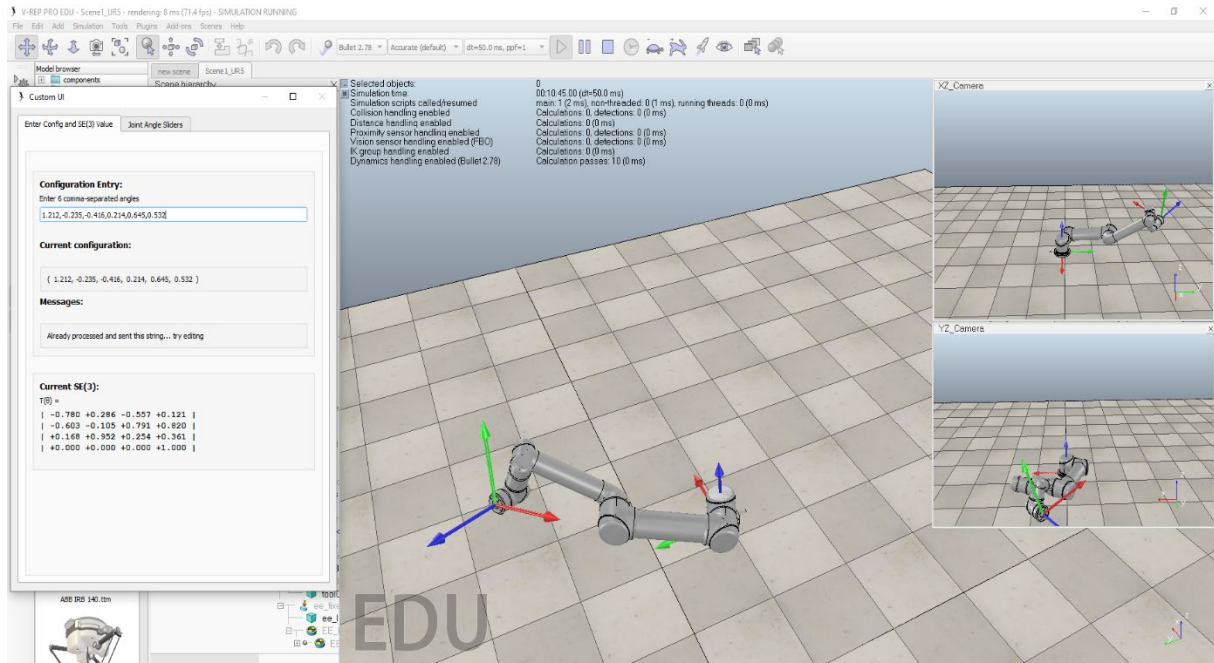 V-REP PRO EDU - Scene1_UR5 - rendering: 8 ms (71.4 fps) - SIMULATION RUNNING
File Edit Add Simulation Tools Plugins Add-ons Scenes Help
Bullet 2.78 Accurate (default) dt=50.0 ms, ppf=1
Model browser
components
new scene Scene1_UR5
Scene hierarchy
Custom UI
Enter Config and SE(3) Value Joint Angle Sliders
Configuration Entry:
Enter 6 comma-separated angles
1.212,-0.235,-0.416,0.214,0.645,0.532
Current configuration:
( 1.212, -0.235, -0.416, 0.214, 0.645, 0.532 )
Messages:
Already processed and sent this string... try editing
Current SE(3):
T(θ) =
| -0.780 +0.286 -0.557 +0.121 |
| -0.603 -0.105 +0.791 +0.820 |
| +0.168 +0.952 +0.254 +0.361 |
| +0.000 +0.000 +0.000 +1.000 |
ABB IRB 140.ttm
Selected objects: 0
Simulation time: 00:10:45.00 (dt=50.0 ms)
Simulation scripts called/resumed main: 1 (2 ms), non-threaded: 0 (1 ms), running threads: 0 (0 ms)
Collision handling enabled Calculations: 0, detections: 0 (0 ms)
Distance handling enabled Calculations: 0 (0 ms)
Proximity sensor handling enabled Calculations: 0, detections: 0 (0 ms)
Vision sensor handling enabled (FBO) Calculations: 0, detections: 0 (0 ms)
IK group handling enabled Calculations: 0 (0 ms)
Dynamics handling enabled (Bullet 2.78) Calculation passes: 10 (0 ms)
XZ_Camera
YZ_Camera
EDU